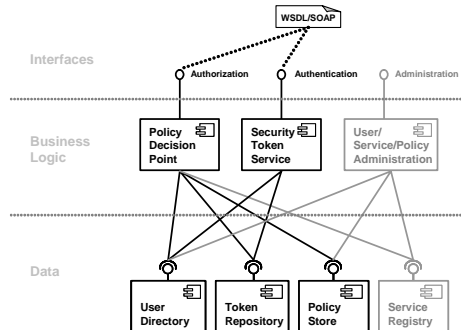 WSDL/SOAP
Interfaces
Authorization
Authentication
Administration
Business
Logic
Policy
Decision
Point
Security
Token
Service
User/
Service/Policy
Administration
Data
User
Directory
Token
Repository
Policy
Store
Service
Registry